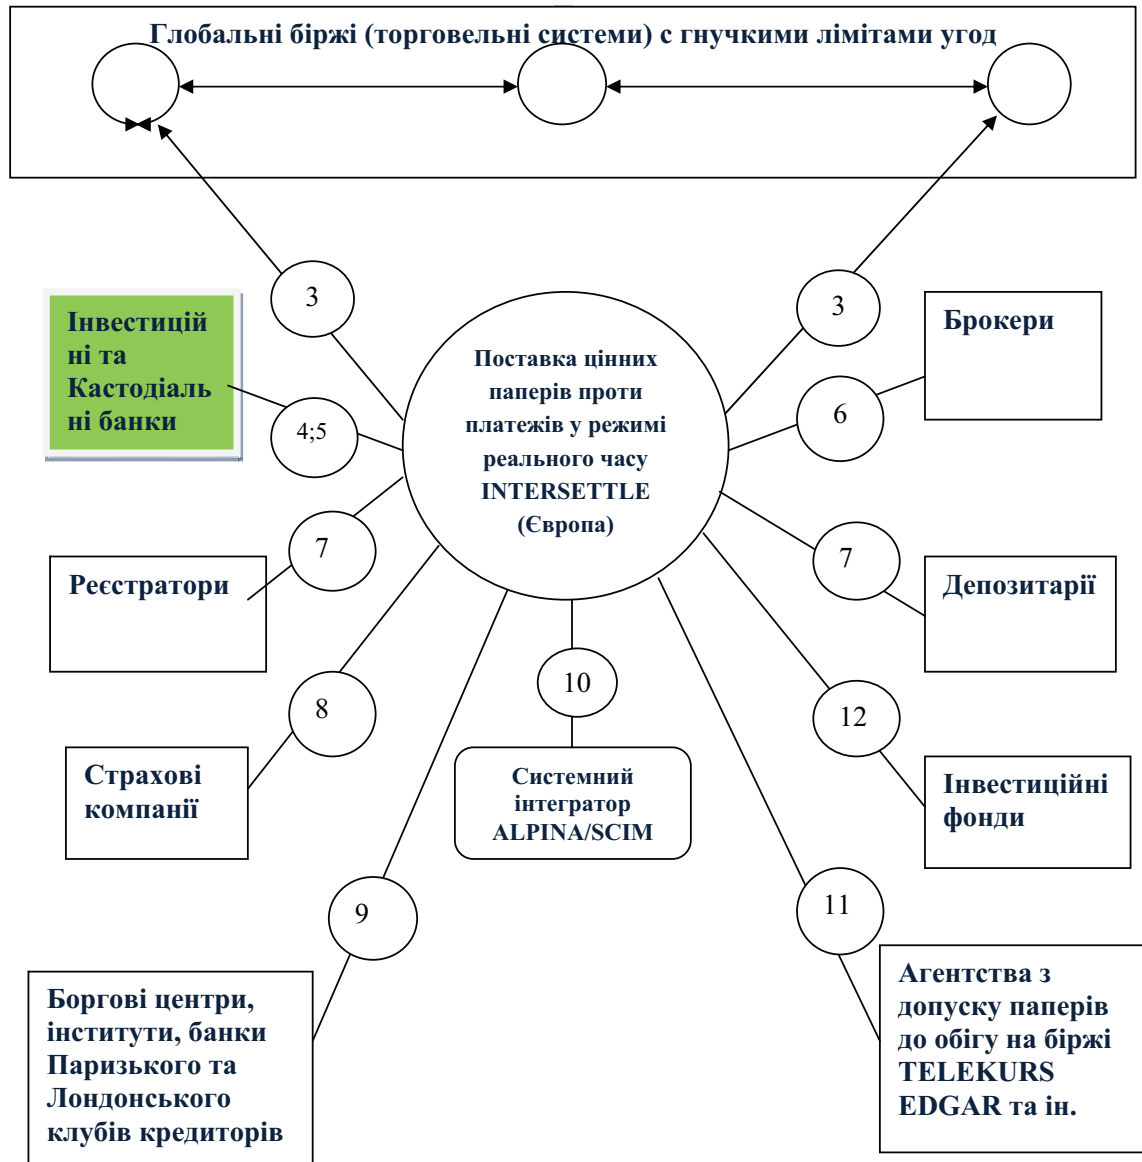 Глобальні біржі (торговельні системи) с гнучкими лімітами угод
3
3
Інвестицій
ні та
Кастодіаль
ні банки
Брокери
Поставка цінних
паперів проти
платежів у режимі
реального часу
INTERSETTLE
(Європа)
4;5
6
7
7
Реєстратори
Депозитарії
8
10
12
Страхові
компанії
Системний
інтегратор
ALPINA/SCIM
Інвестиційні
фонди
9
11
Боргові центри,
інститути, банки
Паризького та
Лондонського
клубів кредиторів
Агентства з
допуску паперів
до обігу на біржі
TELEKURS
EDGAR та ін.